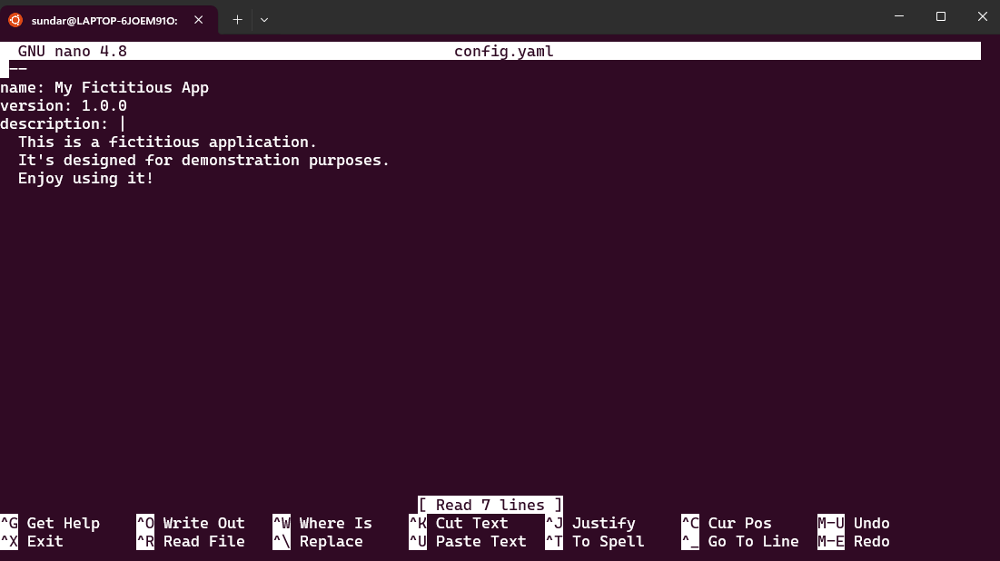 sundar@LAPTOP-6JOEM91O:
GNU nano 4.8 config.yaml
---
name: My Fictitious App
version: 1.0.0
description: |
  This is a fictitious application.
  It's designed for demonstration purposes.
  Enjoy using it!
[ Read 7 lines ]
^G Get Help ^O Write Out ^W Where Is ^K Cut Text ^J Justify ^C Cur Pos M-U Undo
^X Exit ^R Read File ^\ Replace ^U Paste Text ^T To Spell ^_ Go To Line M-E Redo